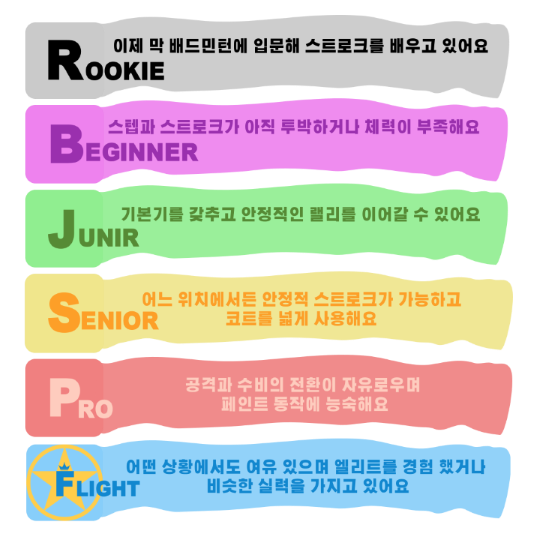 이제 막 배드민턴에 입문해 스트로크를 배우고 있어요
ROOKIE
스텝과 스트로크가 아직 투박하거나 체력이 부족해요
BEGINNER
기본기를 갖추고 안정적인 랠리를 이어갈 수 있어요
JUNIR
어느 위치에서든 안정적 스트로크가 가능하고
코트를 넓게 사용해요
SENIOR
공격과 수비의 전환이 자유로우며
페인트 동작에 능숙해요
PRO
어떤 상황에서도 여유 있으며 엘리트를 경험 했거나
비슷한 실력을 가지고 있어요
FLIGHT